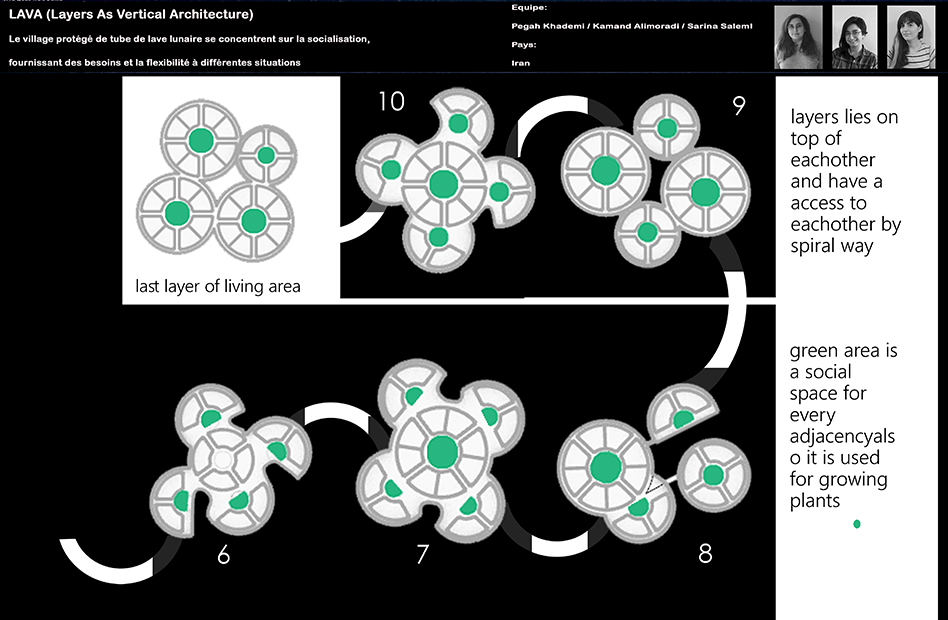 LAVA (Layers As Vertical Architecture)
Le village protégé de tube de lave lunaire se concentrent sur la socialisation,
fournissant des besoins et la flexibilité à différentes situations
Equipe:
Pegah Khademi / Kamand Alimoradi / Sarina Salemi
Pays:
Iran
10
9
last layer of living area
layers lies on
top of
eachother
and have a
access to
eachother by
spiral way
green area is
a social
space for
every
adjacencyals
o it is used
for growing
plants
6
7
8